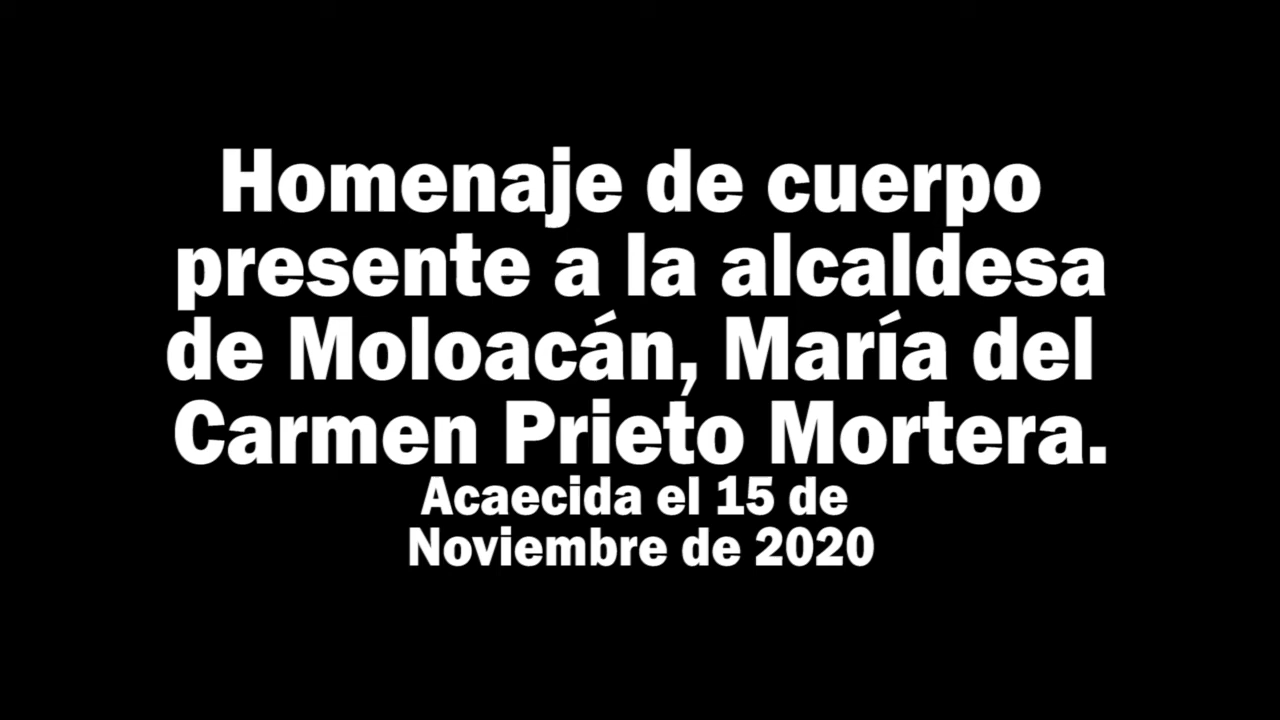 Homenaje de cuerpo
presente a la alcaldesa
de Moloacán, María del
Carmen Prieto Mortera.
Acaecida el 15 de
Noviembre de 2020